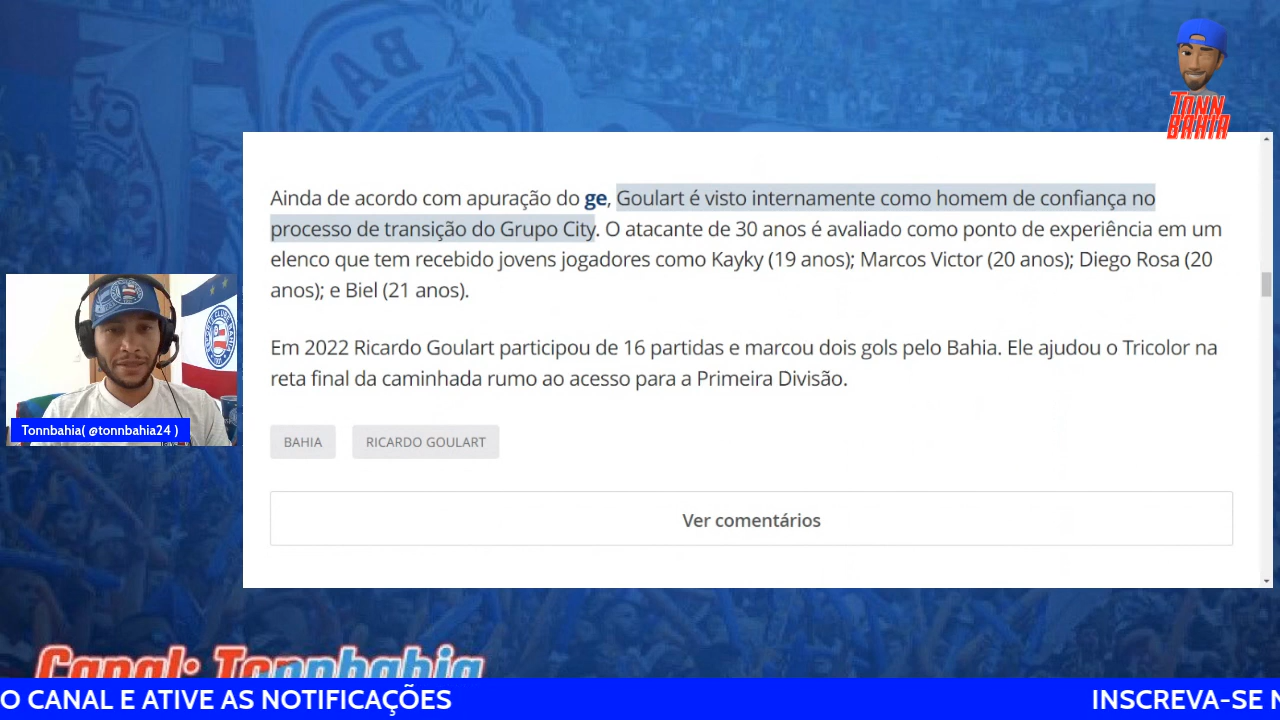 TONN
BAHIA
Ainda de acordo com apuração do ge, Goulart é visto internamente como homem de confiança no
processo de transição do Grupo City. O atacante de 30 anos é avaliado como ponto de experiência em um
elenco que tem recebido jovens jogadores como Kayky (19 anos); Marcos Victor (20 anos); Diego Rosa (20
anos); e Biel (21 anos).
Em 2022 Ricardo Goulart participou de 16 partidas e marcou dois gols pelo Bahia. Ele ajudou o Tricolor na
reta final da caminhada rumo ao acesso para a Primeira Divisão.
BAHIA RICARDO GOULART
Ver comentários
Tonnbahia( @tonnbahia24 )
Canal: Tonnbahia
O CANAL E ATIVE AS NOTIFICAÇÕES INSCREVA-SE N